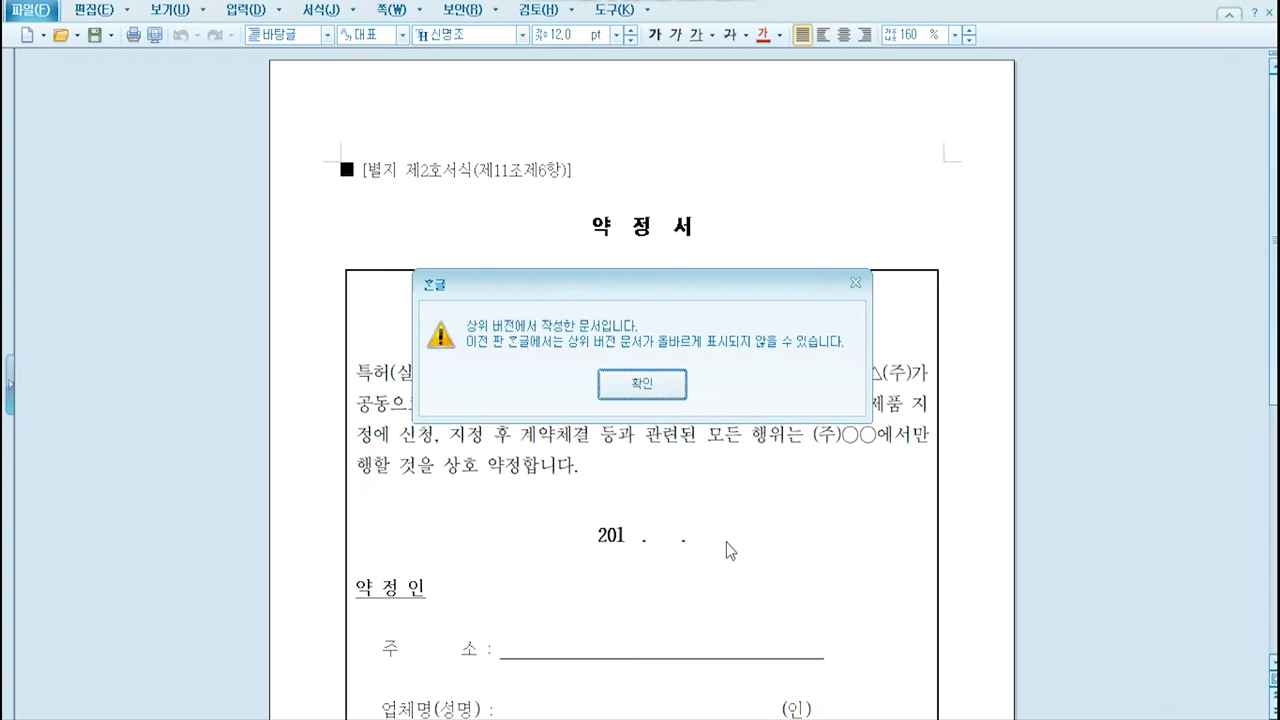 파일(F) 편집(E) 보기(U) 입력(D) 서식(J) 쪽(W) 보안(R) 검토(H) 도구(K) ? ×
바탕글 대표 신명조 12,0 pt 가 가 가 가 가 160 %
■ [별지 제2호서식(제11조제6항)]
약 정 서
흔글
상위 버전에서 작성한 문서입니다.
이전 판 흔글에서는 상위 버전 문서가 올바르게 표시되지 않을 수 있습니다.
확인
특허(실 △(주)가
공동으 제품 지
정에 신청, 지정 후 계약체결 등과 관련된 모든 행위는 (주)○○에서만
행할 것을 상호 약정합니다.
201 . .
약 정 인
주 소 :
업체명(성명) : (인)